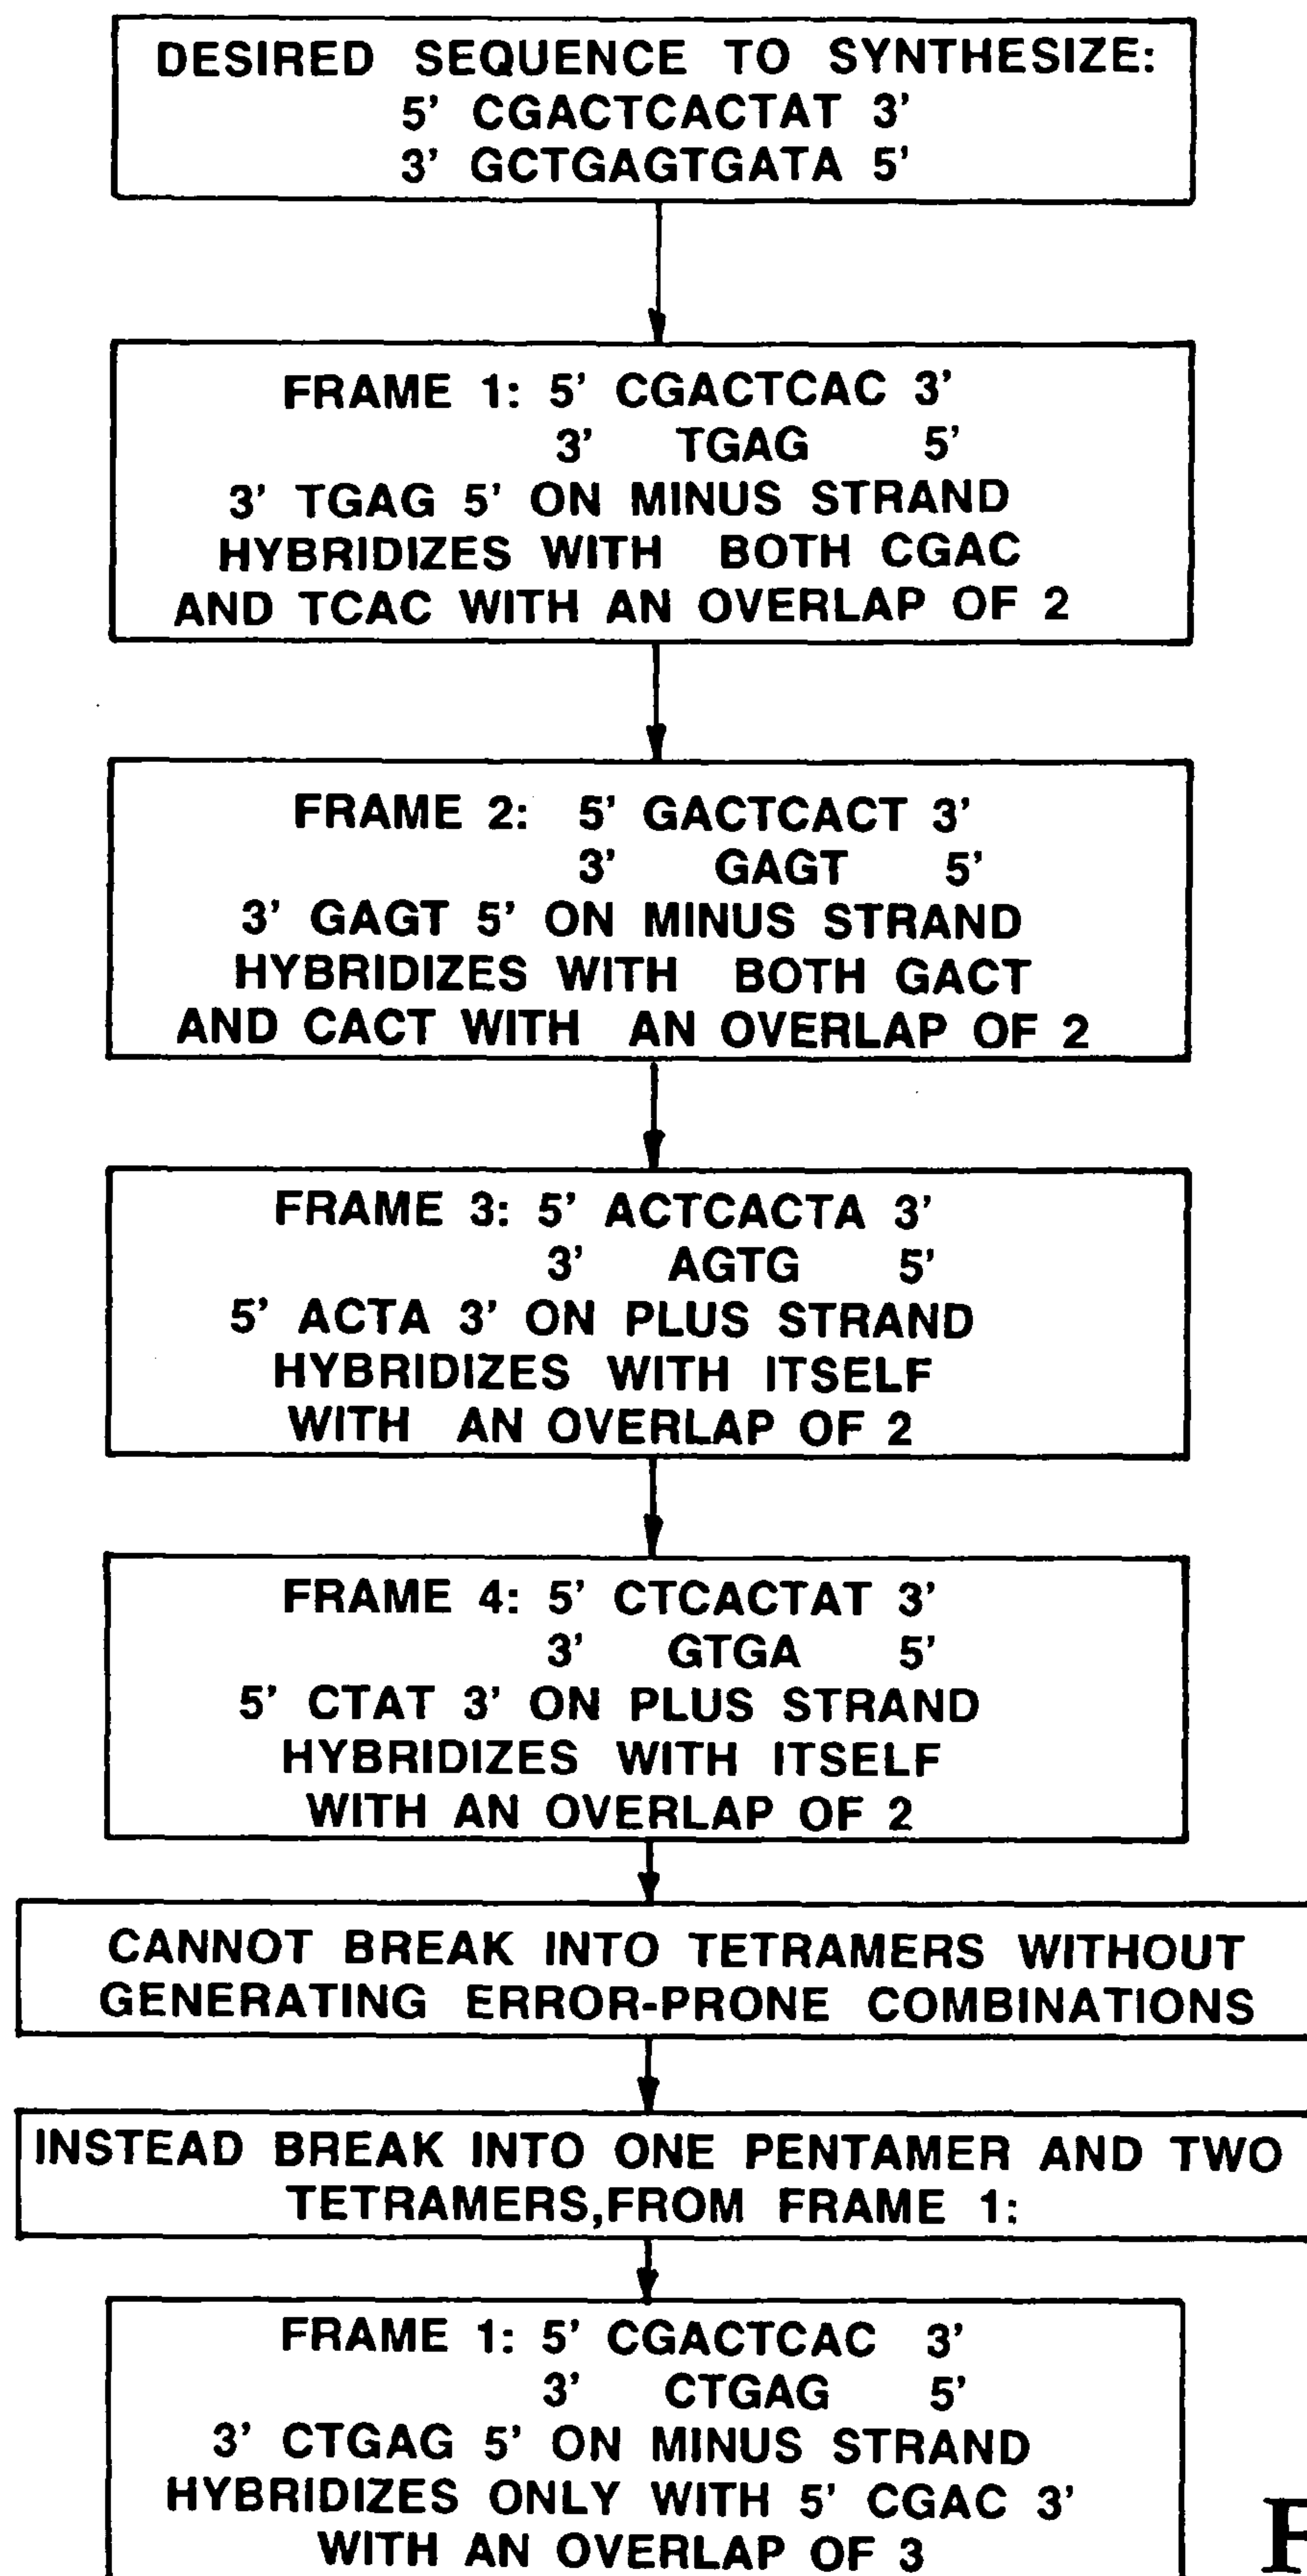 DESIRED SEQUENCE TO SYNTHESIZE:
5' CGACTCACTAT 3'
3' GCTGAGTGATA 5'
FRAME 1: 5' CGACTCAC 3'
3' TGAG 5'
3' TGAG 5' ON MINUS STRAND
HYBRIDIZES WITH BOTH CGAC
AND TCAC WITH AN OVERLAP OF 2
FRAME 2: 5' GACTCACT 3'
3' GAGT 5'
3' GAGT 5' ON MINUS STRAND
HYBRIDIZES WITH BOTH GACT
AND CACT WITH AN OVERLAP OF 2
FRAME 3: 5' ACTCACTA 3'
3' AGTG 5'
5' ACTA 3' ON PLUS STRAND
HYBRIDIZES WITH ITSELF
WITH AN OVERLAP OF 2
FRAME 4: 5' CTCACTAT 3'
3' GTGA 5'
5' CTAT 3' ON PLUS STRAND
HYBRIDIZES WITH ITSELF
WITH AN OVERLAP OF 2
CANNOT BREAK INTO TETRAMERS WITHOUT
GENERATING ERROR-PRONE COMBINATIONS
INSTEAD BREAK INTO ONE PENTAMER AND TWO
TETRAMERS,FROM FRAME 1:
FRAME 1: 5' CGACTCAC 3'
3' CTGAG 5'
3' CTGAG 5' ON MINUS STRAND
HYBRIDIZES ONLY WITH 5' CGAC 3'
WITH AN OVERLAP OF 3